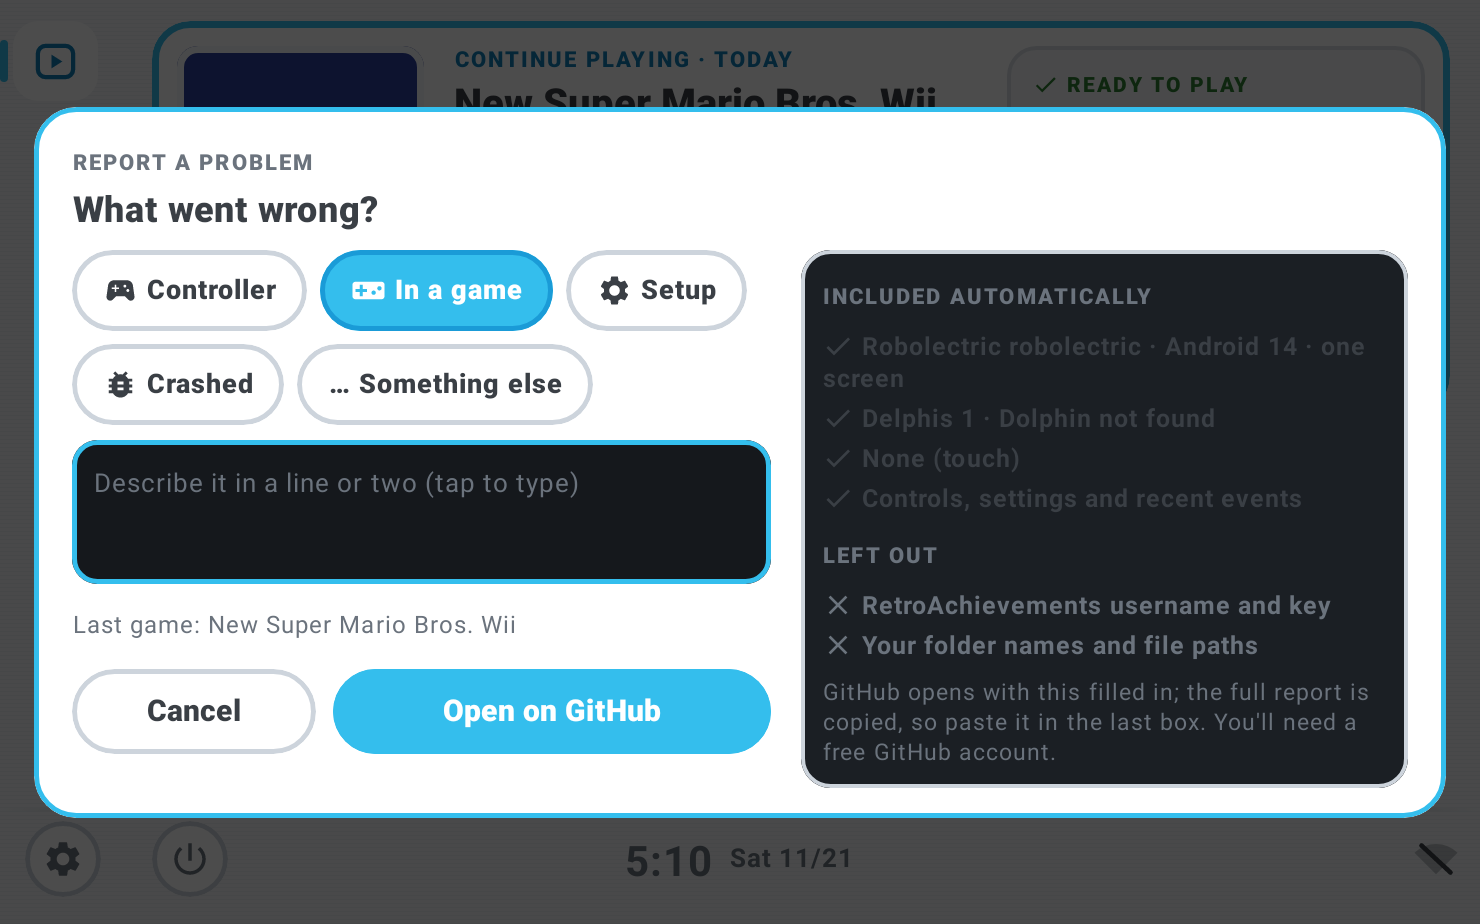 CONTINUE PLAYING · TODAY
New Super Mario Bros. Wii
READY TO PLAY
REPORT A PROBLEM
What went wrong?
Controller
In a game
Setup
Crashed
... Something else
Describe it in a line or two (tap to type)
Last game: New Super Mario Bros. Wii
Cancel
Open on GitHub
INCLUDED AUTOMATICALLY
Robolectric robolectric · Android 14 · one
screen
Delphis 1 · Dolphin not found
None (touch)
Controls, settings and recent events
LEFT OUT
RetroAchievements username and key
Your folder names and file paths
GitHub opens with this filled in; the full report is
copied, so paste it in the last box. You'll need a
free GitHub account.
5:10 Sat 11/21